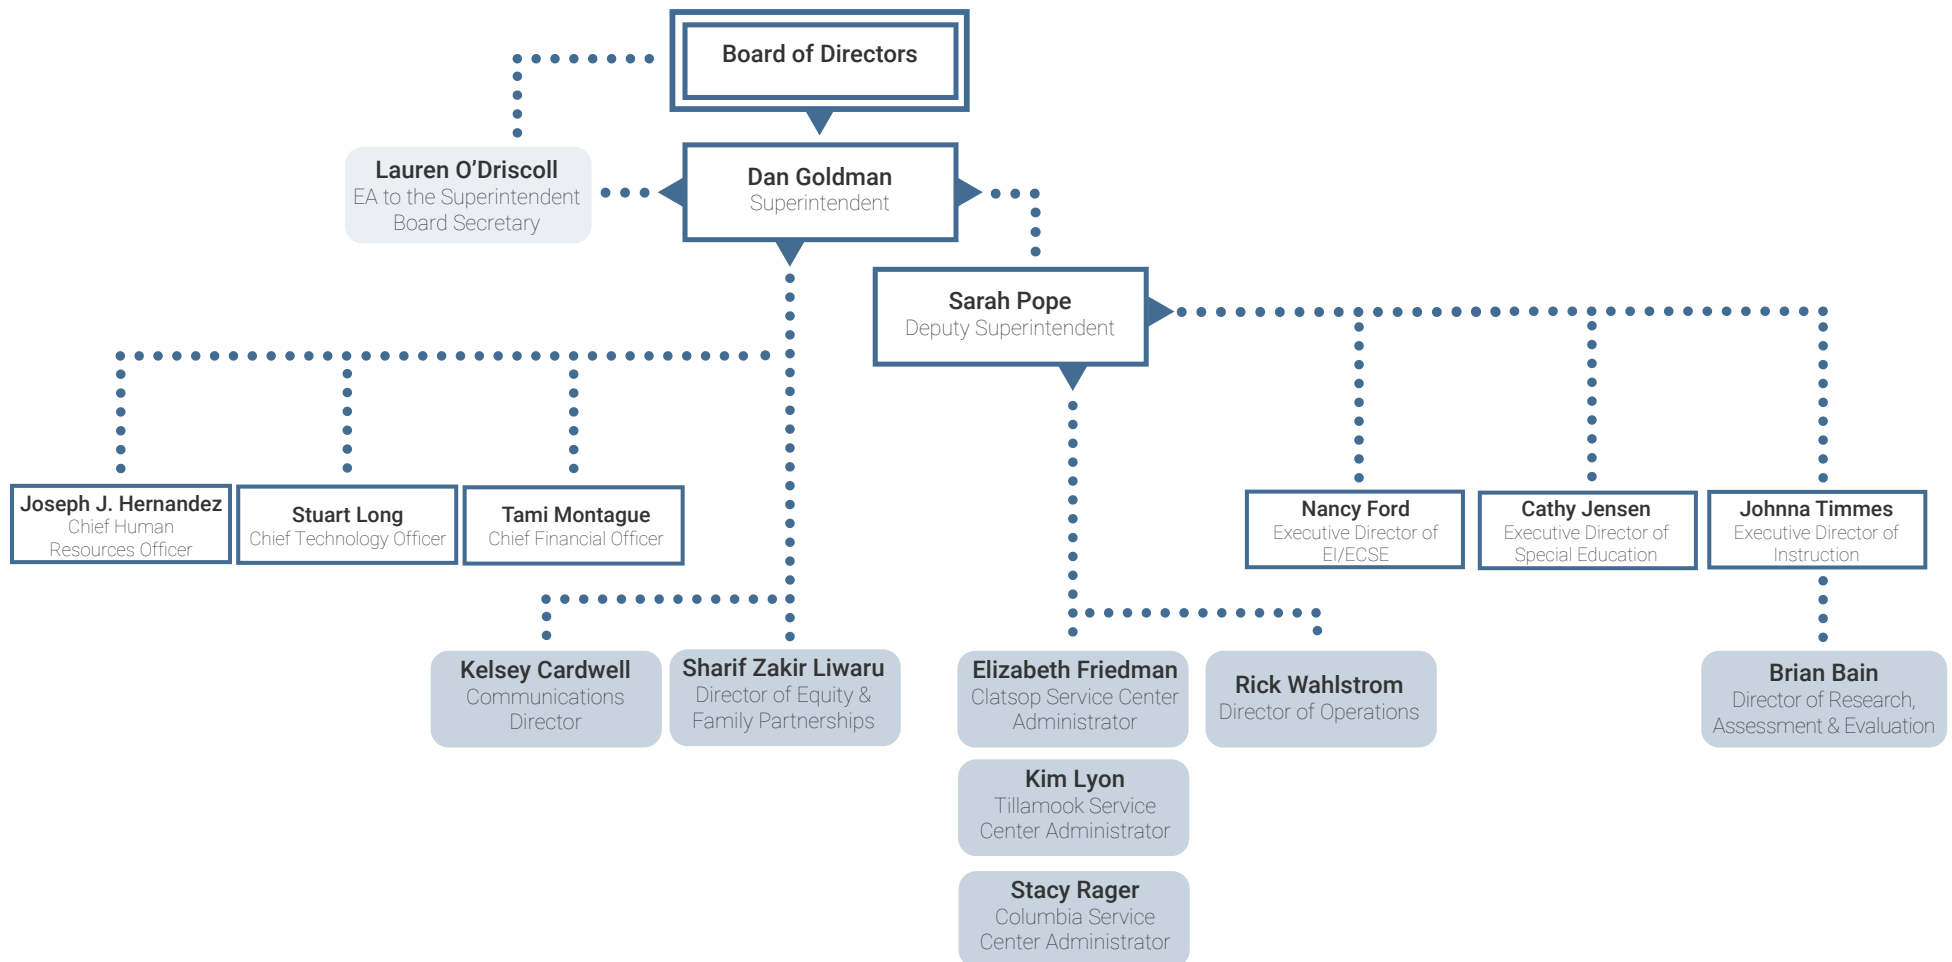 Board of Directors
Lauren O’Driscoll
EA to the Superintendent
Board Secretary
Dan Goldman
Superintendent
Sarah Pope
Deputy Superintendent
Joseph J. Hernandez
Chief Human
Resources Officer
Stuart Long
Chief Technology Officer
Tami Montague
Chief Financial Officer
Nancy Ford
Executive Director of
EI/ECSE
Cathy Jensen
Executive Director of
Special Education
Johnna Timmes
Executive Director of
Instruction
Kelsey Cardwell
Communications
Director
Sharif Zakir Liwaru
Director of Equity &
Family Partnerships
Elizabeth Friedman
Clatsop Service Center
Administrator
Rick Wahlstrom
Director of Operations
Brian Bain
Director of Research,
Assessment & Evaluation
Kim Lyon
Tillamook Service
Center Administrator
Stacy Rager
Columbia Service
Center Administrator